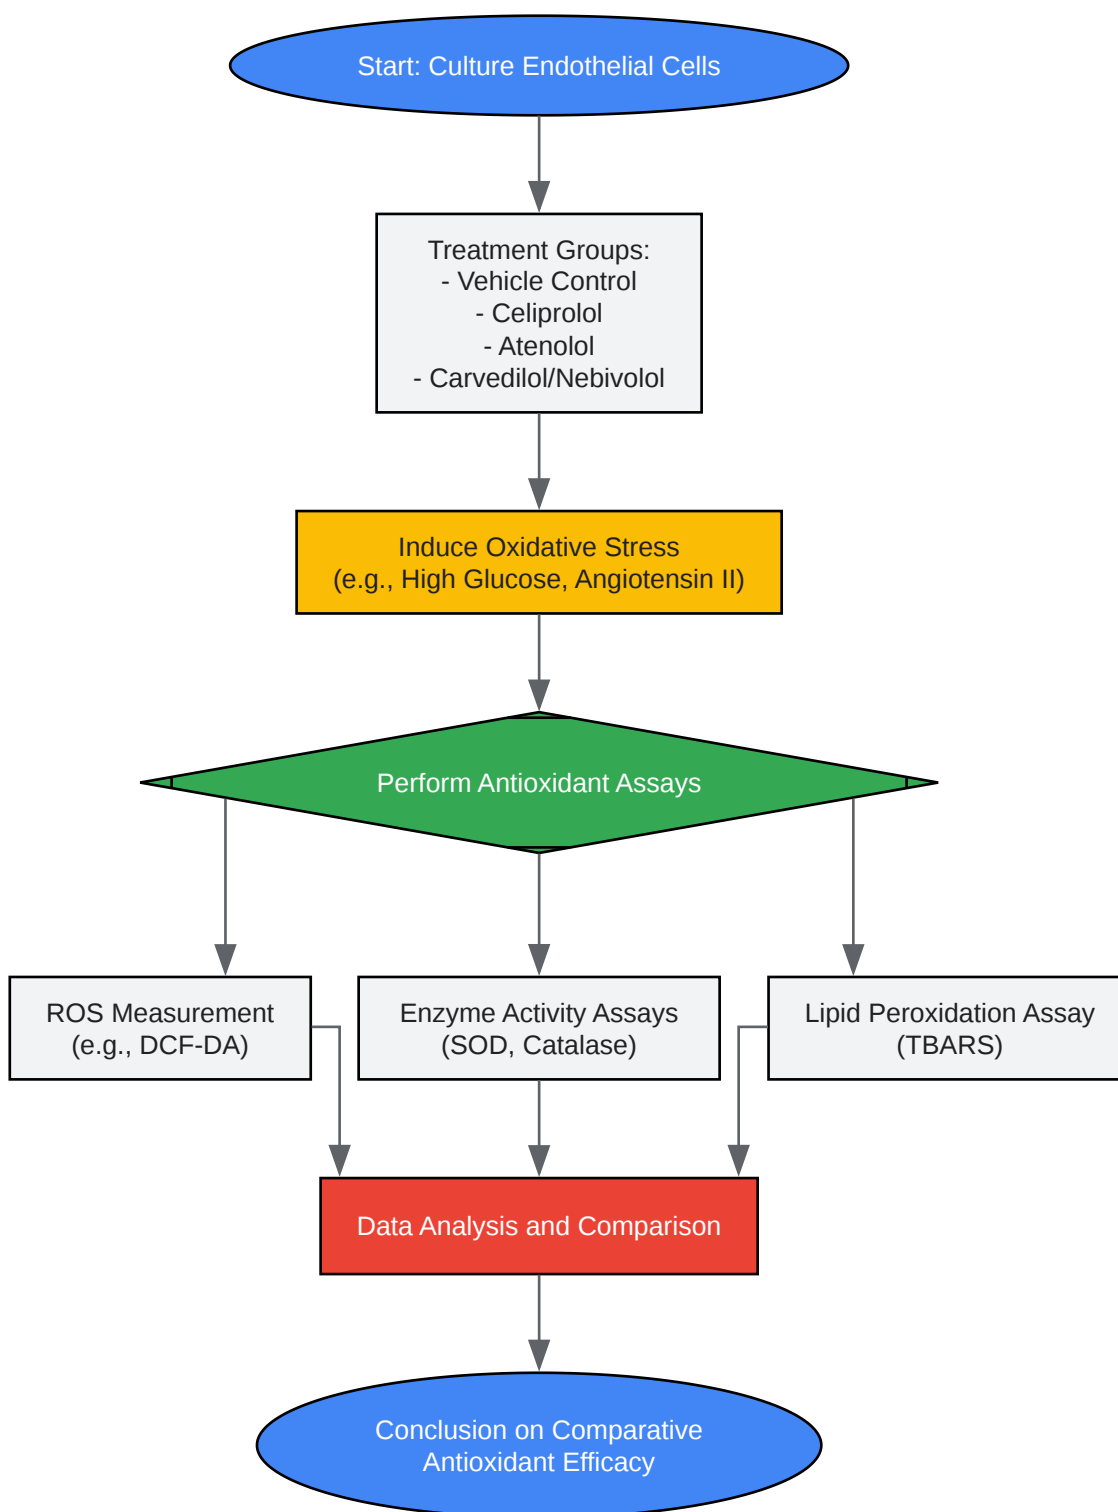 Start: Culture Endothelial Cells
Treatment Groups:
- Vehicle Control
- Celiprolol
- Atenolol
- Carvedilol/Nebivolol
Induce Oxidative Stress
(e.g., High Glucose, Angiotensin II)
Perform Antioxidant Assays
ROS Measurement
(e.g., DCF-DA)
Enzyme Activity Assays
(SOD, Catalase)
Lipid Peroxidation Assay
(TBARS)
Data Analysis and Comparison
Conclusion on Comparative
Antioxidant Efficacy